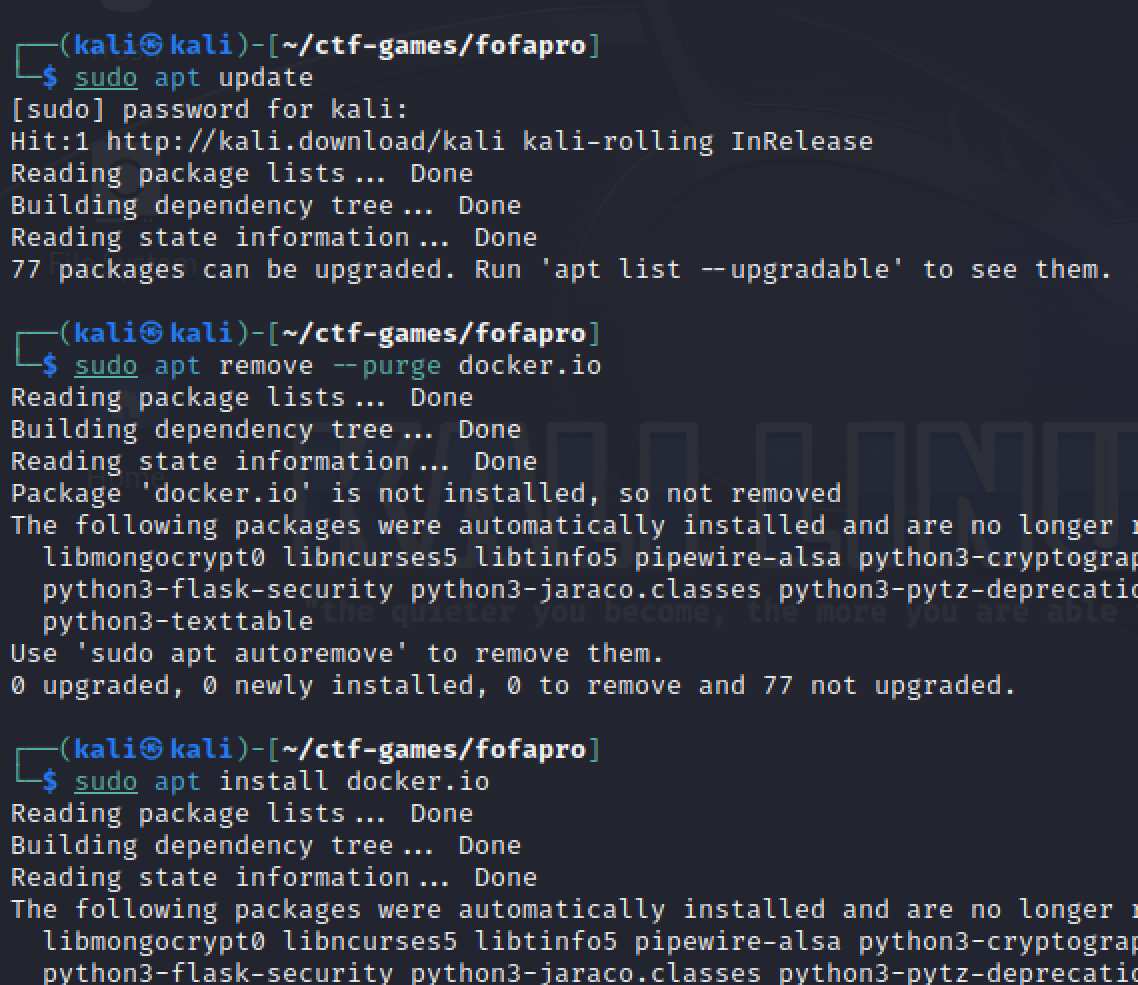 ┌──(kali㉿kali)-[~/ctf-games/fofapro]
└─$ sudo apt update
[sudo] password for kali:
Hit:1 http://kali.download/kali kali-rolling InRelease
Reading package lists... Done
Building dependency tree... Done
Reading state information... Done
77 packages can be upgraded. Run 'apt list --upgradable' to see them.

┌──(kali㉿kali)-[~/ctf-games/fofapro]
└─$ sudo apt remove --purge docker.io
Reading package lists... Done
Building dependency tree... Done
Reading state information... Done
Package 'docker.io' is not installed, so not removed
The following packages were automatically installed and are no longer r
  libmongocrypt0 libncurses5 libtinfo5 pipewire-alsa python3-cryptograp
  python3-flask-security python3-jaraco.classes python3-pytz-deprecatio
  python3-texttable
"the quieter you become, the more you are able
Use 'sudo apt autoremove' to remove them.
0 upgraded, 0 newly installed, 0 to remove and 77 not upgraded.

┌──(kali㉿kali)-[~/ctf-games/fofapro]
└─$ sudo apt install docker.io
Reading package lists... Done
Building dependency tree... Done
Reading state information... Done
The following packages were automatically installed and are no longer r
  libmongocrypt0 libncurses5 libtinfo5 pipewire-alsa python3-cryptograp
  python3-flask-security python3-jaraco.classes python3-pytz-deprecatio